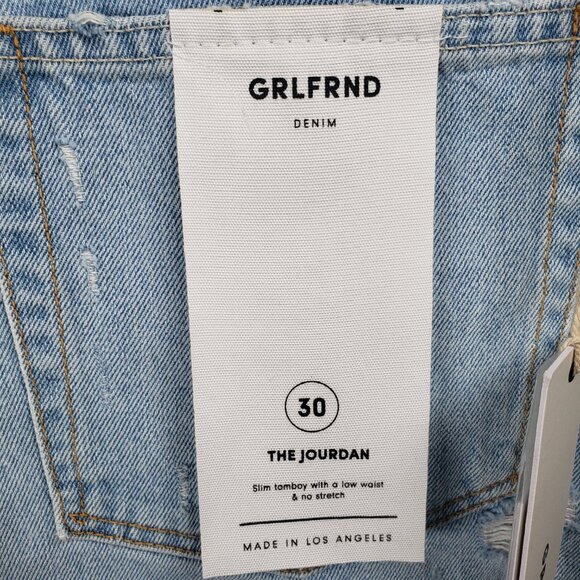 GRLFRND
DENIM
30
THE JOURDAN
Slim tomboy with a low waist
& no stretch
MADE IN LOS ANGELES